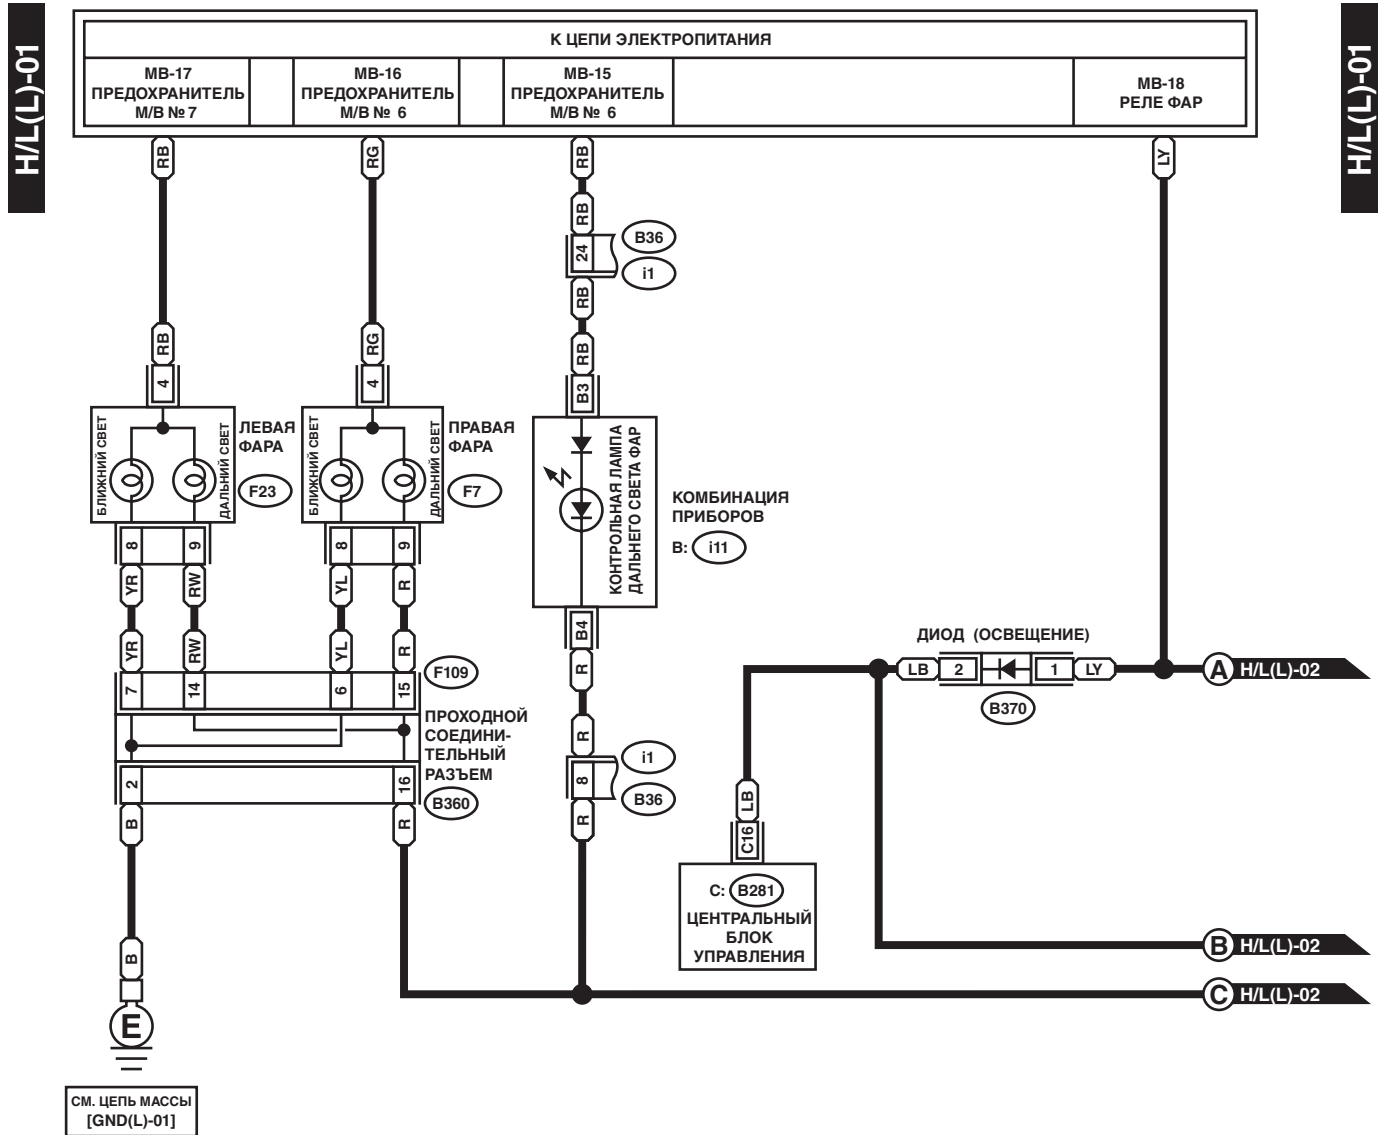 H/L(L)-01
H/L(L)-01
К ЦЕПИ ЭЛЕКТРОПИТАНИЯ
MB-17
ПРЕДОХРАНИТЕЛЬ
M/B № 7
MB-16
ПРЕДОХРАНИТЕЛЬ
M/B № 6
MB-15
ПРЕДОХРАНИТЕЛЬ
M/B № 6
MB-18
РЕЛЕ ФАР
RB
RG
RB
LY
RB
24
B36
i1
RB
RB
RG
RB
4
4
B3
БЛИЖНИЙ СВЕТ
ДАЛЬНИЙ СВЕТ
ЛЕВАЯ
ФАРА
F23
БЛИЖНИЙ СВЕТ
ДАЛЬНИЙ СВЕТ
ПРАВАЯ
ФАРА
F7
КОНТРОЛЬНАЯ ЛАМПА
ДАЛЬНЕГО СВЕТА ФАР
КОМБИНАЦИЯ
ПРИБОРОВ
B: i11
8
9
8
9
YR
RW
YL
R
B4
YR
RW
YL
R
R
7
14
6
15
F109
ПРОХОДНОЙ
СОЕДИНИ-
ТЕЛЬНЫЙ
РАЗЪЕМ
B360
2
16
B
R
R
8
i1
B36
R
ДИОД (ОСВЕЩЕНИЕ)
LB
2
1
LY
B370
A
H/L(L)-02
LB
C16
C: B281
ЦЕНТРАЛЬНЫЙ
БЛОК
УПРАВЛЕНИЯ
B
B
H/L(L)-02
C
H/L(L)-02
E
СМ. ЦЕПЬ МАССЫ
[GND(L)-01]